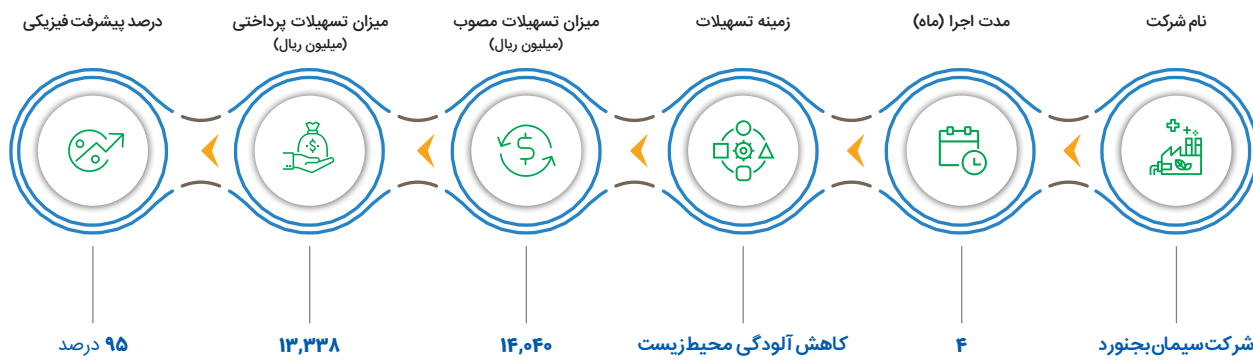 نام شرکت
مدت اجرا (ماه)
زمینه تسهیلات
میزان تسهیلات مصوب
(میلیون ریال)
میزان تسهیلات پرداختی
(میلیون ریال)
درصد پیشرفت فیزیکی
شرکت سیمان بجنورد
۴
کاهش آلودگی محیط زیست
۱۴,۰۴۰
۱۳,۳۳۸
۹۵ درصد